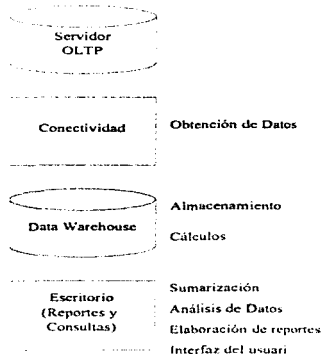 Servidor
OLTP
Conectividad
Obtención de Datos
Almacenamiento
Data Warehouse
Cálculos
Sumarización
Escritorio
(Reportes y
Consultas)
Análisis de Datos
Elaboración de reportes
Interfaz del usuari